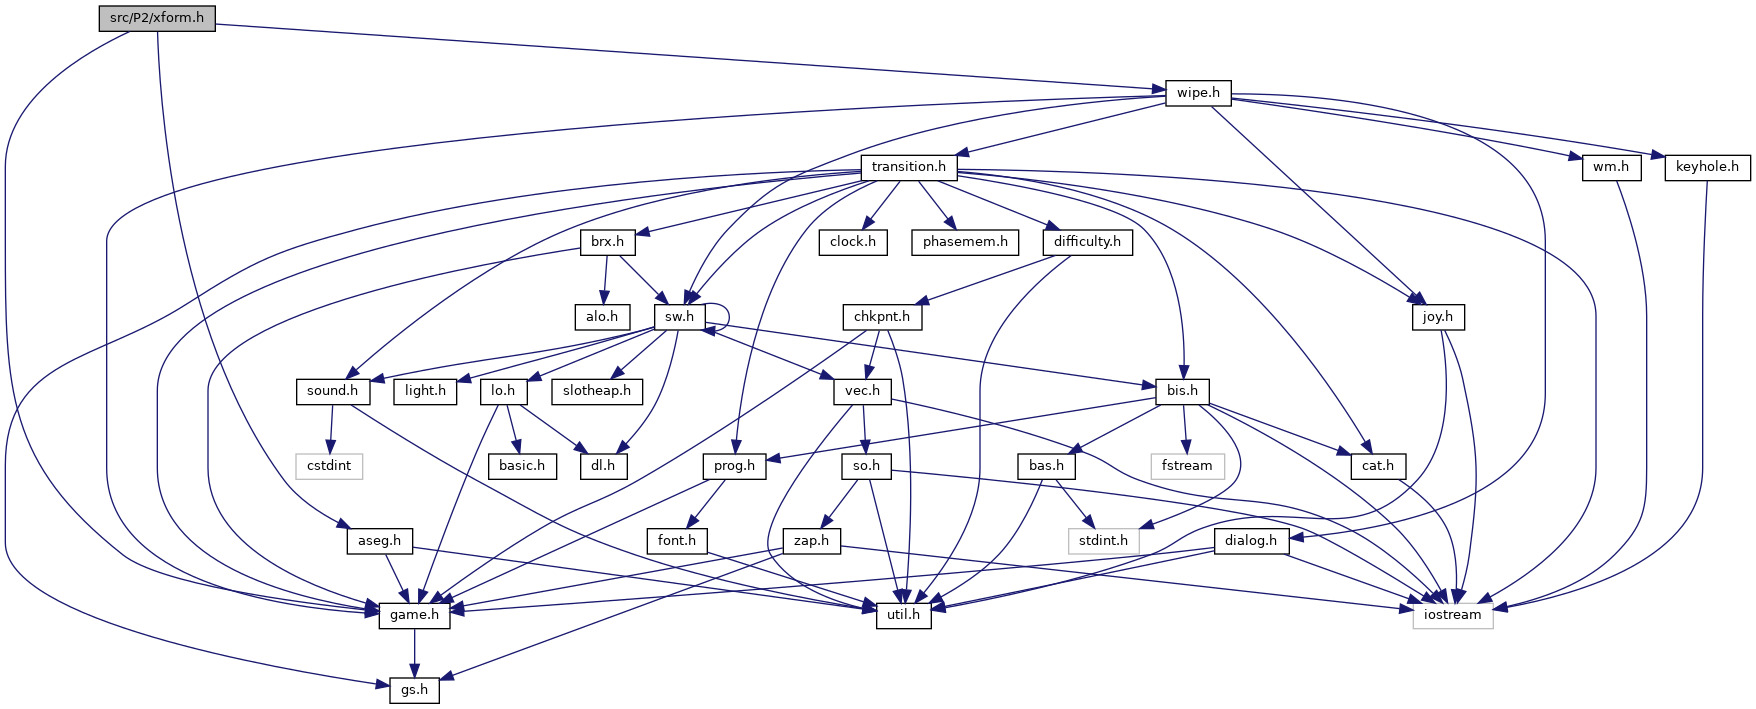 src/P2/xform.h
wipe.h
transition.h
wm.h
keyhole.h
brx.h
clock.h
phasemem.h
difficulty.h
alo.h
sw.h
chkpnt.h
joy.h
sound.h
light.h
lo.h
slotheap.h
vec.h
bis.h
cstdint
basic.h
dl.h
prog.h
so.h
bas.h
fstream
cat.h
aseg.h
font.h
zap.h
stdint.h
dialog.h
game.h
util.h
iostream
gs.h